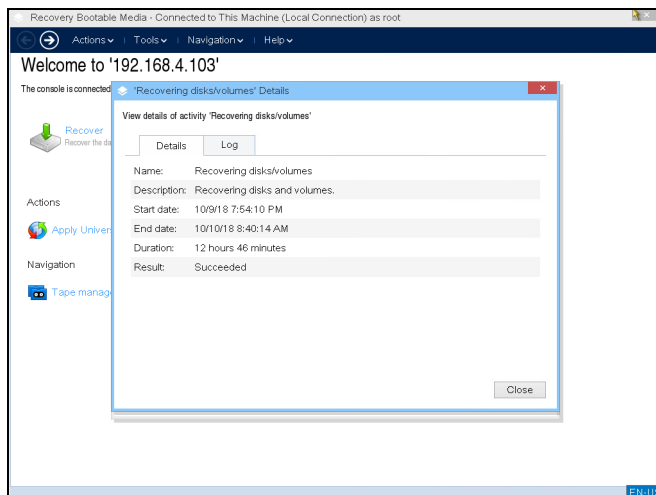 Recovery Bootable Media - Connected to This Machine (Local Connection) as root
Actions Tools Navigation Help
Welcome to '192.168.4.103'
The console is connected
'Recovering disks/volumes' Details
View details of activity 'Recovering disks/volumes'
Details Log
Name: Recovering disks/volumes
Description: Recovering disks and volumes.
Start date: 10/9/18 7:54:10 PM
End date: 10/10/18 8:40:14 AM
Duration: 12 hours 46 minutes
Result: Succeeded
Close
Recover
Recover the da
Actions
Apply Univer
Navigation
Tape manag
EN-US